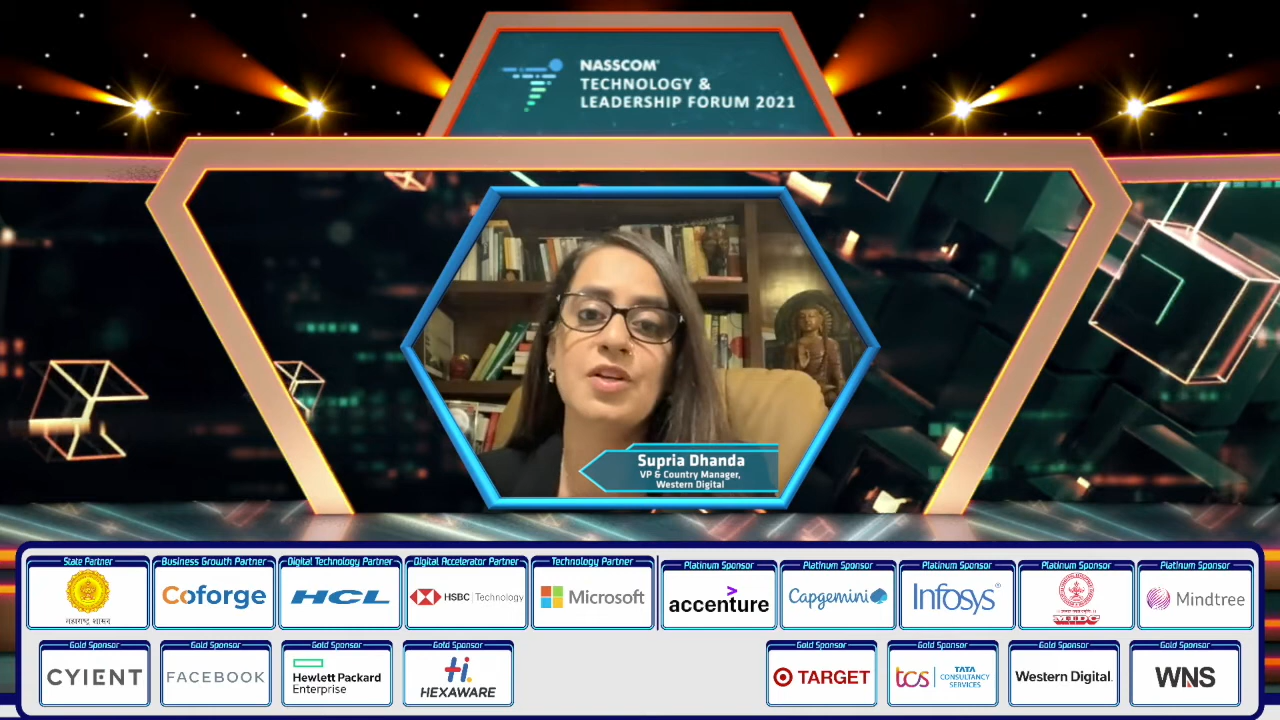 NASSCOM®
TECHNOLOGY &
LEADERSHIP FORUM 2021
Supria Dhanda
VP & Country Manager,
Western Digital
State Partner
महाराष्ट्र शासन
Business Growth Partner
Coforge
Digital Technology Partner
HCL
Digital Accelerator Partner
HSBC | Technology
Technology Partner
Microsoft
Platinum Sponsor
accenture
Platinum Sponsor
Capgemini
Platinum Sponsor
Infosys®
Platinum Sponsor
MIDC
Platinum Sponsor
Mindtree
Gold Sponsor
CYIENT
Gold Sponsor
FACEBOOK
Gold Sponsor
Hewlett Packard
Enterprise
Gold Sponsor
Hi.
HEXAWARE
Gold Sponsor
TARGET
Gold Sponsor
tcs | TATA
CONSULTANCY
SERVICES
Gold Sponsor
Western Digital.
Gold Sponsor
WNS